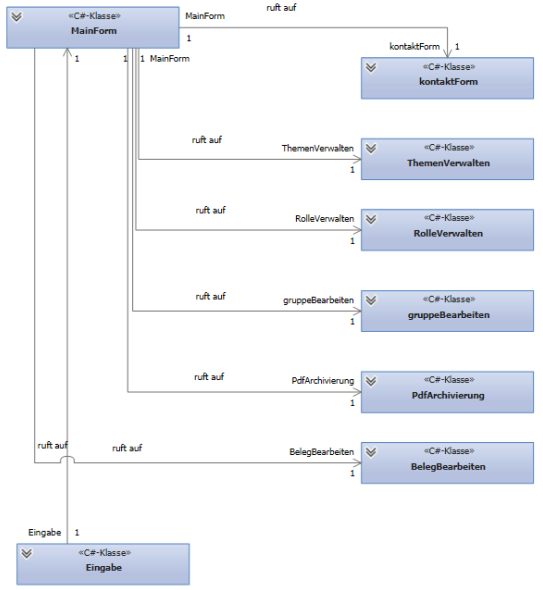 «C#-Klasse»
MainForm
MainForm
ruft auf
1
kontaktForm
1
«C#-Klasse»
kontaktForm
1
1
1
MainForm
ruft auf
ThemenVerwalten
1
«C#-Klasse»
ThemenVerwalten
ruft auf
RolleVerwalten
1
«C#-Klasse»
RolleVerwalten
ruft auf
gruppeBearbeiten
1
«C#-Klasse»
gruppeBearbeiten
ruft auf
PdfArchivierung
1
«C#-Klasse»
PdfArchivierung
ruft auf
ruft auf
BelegBearbeiten
1
«C#-Klasse»
BelegBearbeiten
Eingabe
1
«C#-Klasse»
Eingabe